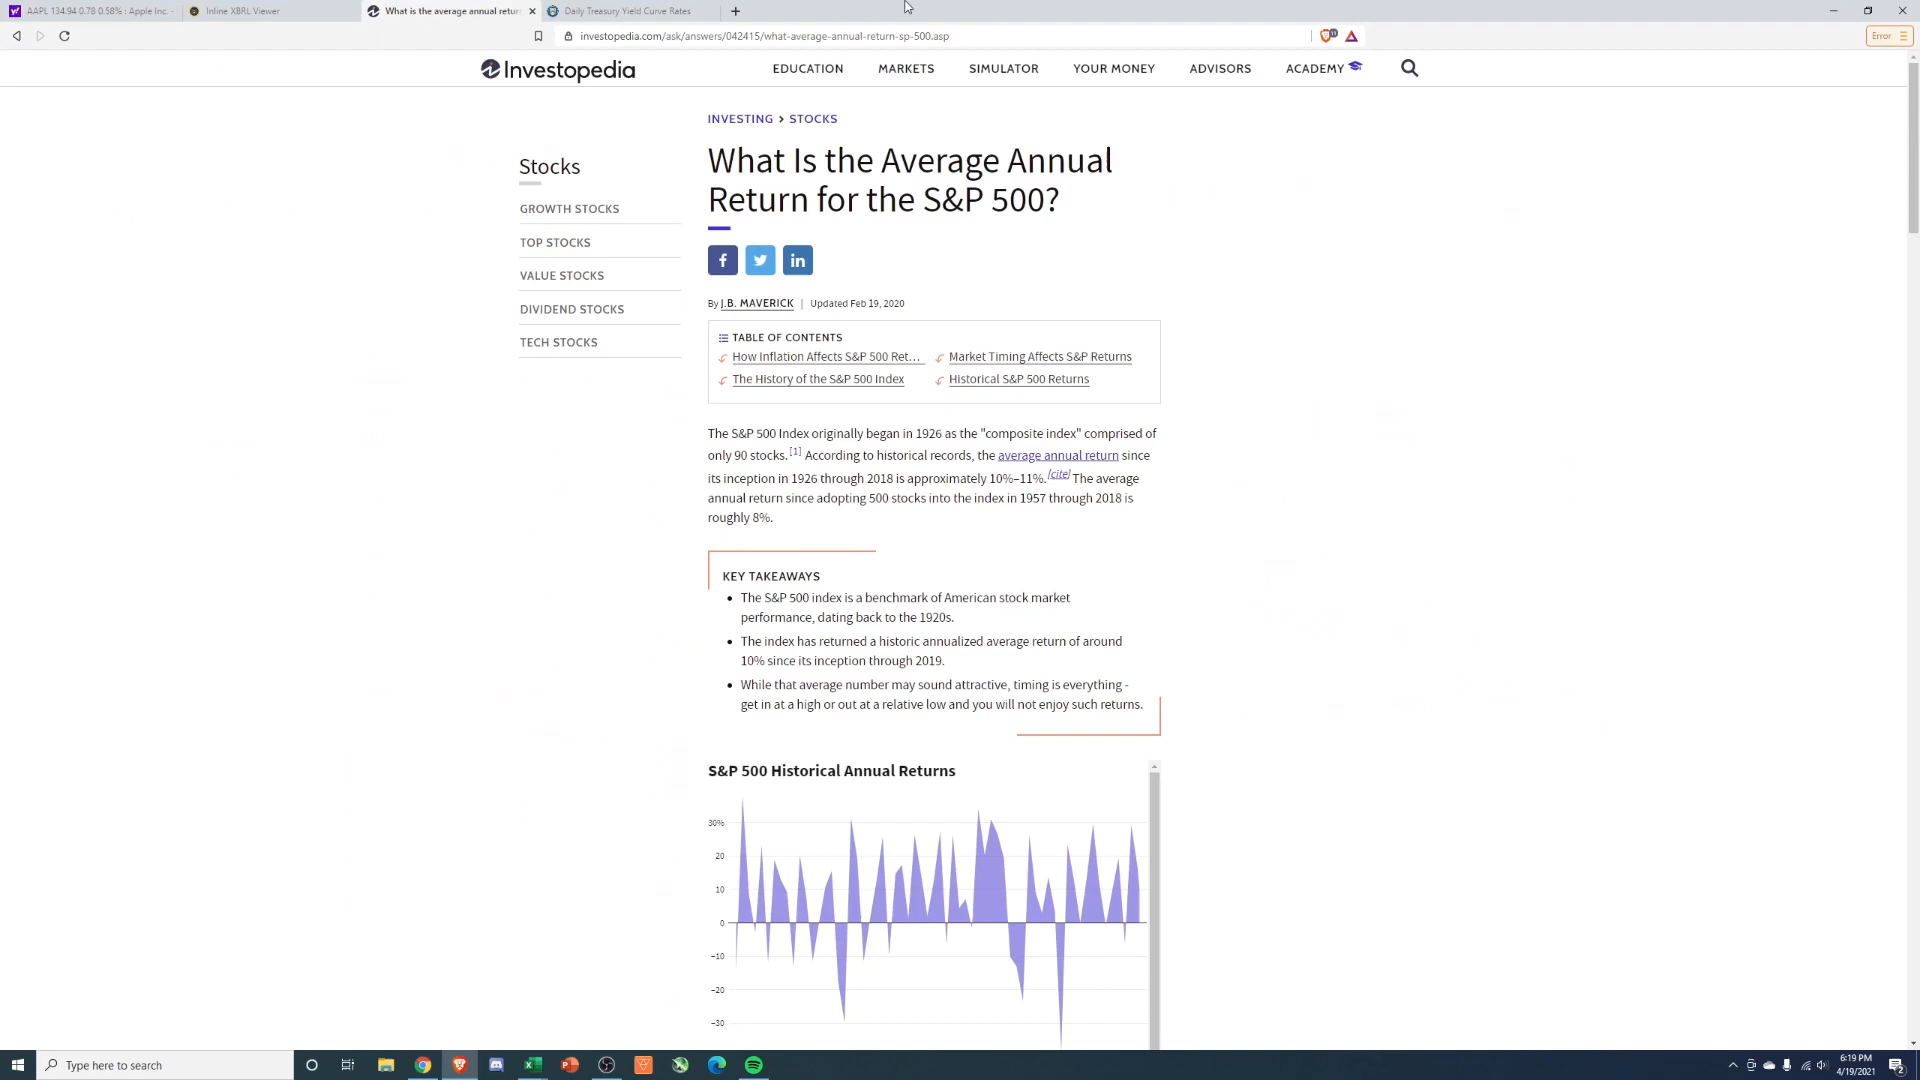 AAPL 134.94 0.78 0.58% : Apple Inc. -
Inline XBRL Viewer
What is the average annual return
Daily Treasury Yield Curve Rates
investopedia.com/ask/answers/042415/what-average-annual-return-sp-500.asp
Error
Investopedia
EDUCATION
MARKETS
SIMULATOR
YOUR MONEY
ADVISORS
ACADEMY
INVESTING > STOCKS
Stocks
GROWTH STOCKS
TOP STOCKS
VALUE STOCKS
DIVIDEND STOCKS
TECH STOCKS
What Is the Average Annual
Return for the S&P 500?
By J.B. MAVERICK | Updated Feb 19, 2020
TABLE OF CONTENTS
How Inflation Affects S&P 500 Ret...
Market Timing Affects S&P Returns
The History of the S&P 500 Index
Historical S&P 500 Returns
The S&P 500 Index originally began in 1926 as the "composite index" comprised of
only 90 stocks.[1] According to historical records, the average annual return since
its inception in 1926 through 2018 is approximately 10%–11%.[cite] The average
annual return since adopting 500 stocks into the index in 1957 through 2018 is
roughly 8%.
KEY TAKEAWAYS
• The S&P 500 index is a benchmark of American stock market
performance, dating back to the 1920s.
• The index has returned a historic annualized average return of around
10% since its inception through 2019.
• While that average number may sound attractive, timing is everything -
get in at a high or out at a relative low and you will not enjoy such returns.
S&P 500 Historical Annual Returns
30%
20
10
0
−10
−20
−30
Type here to search
6:19 PM
4/19/2021
2